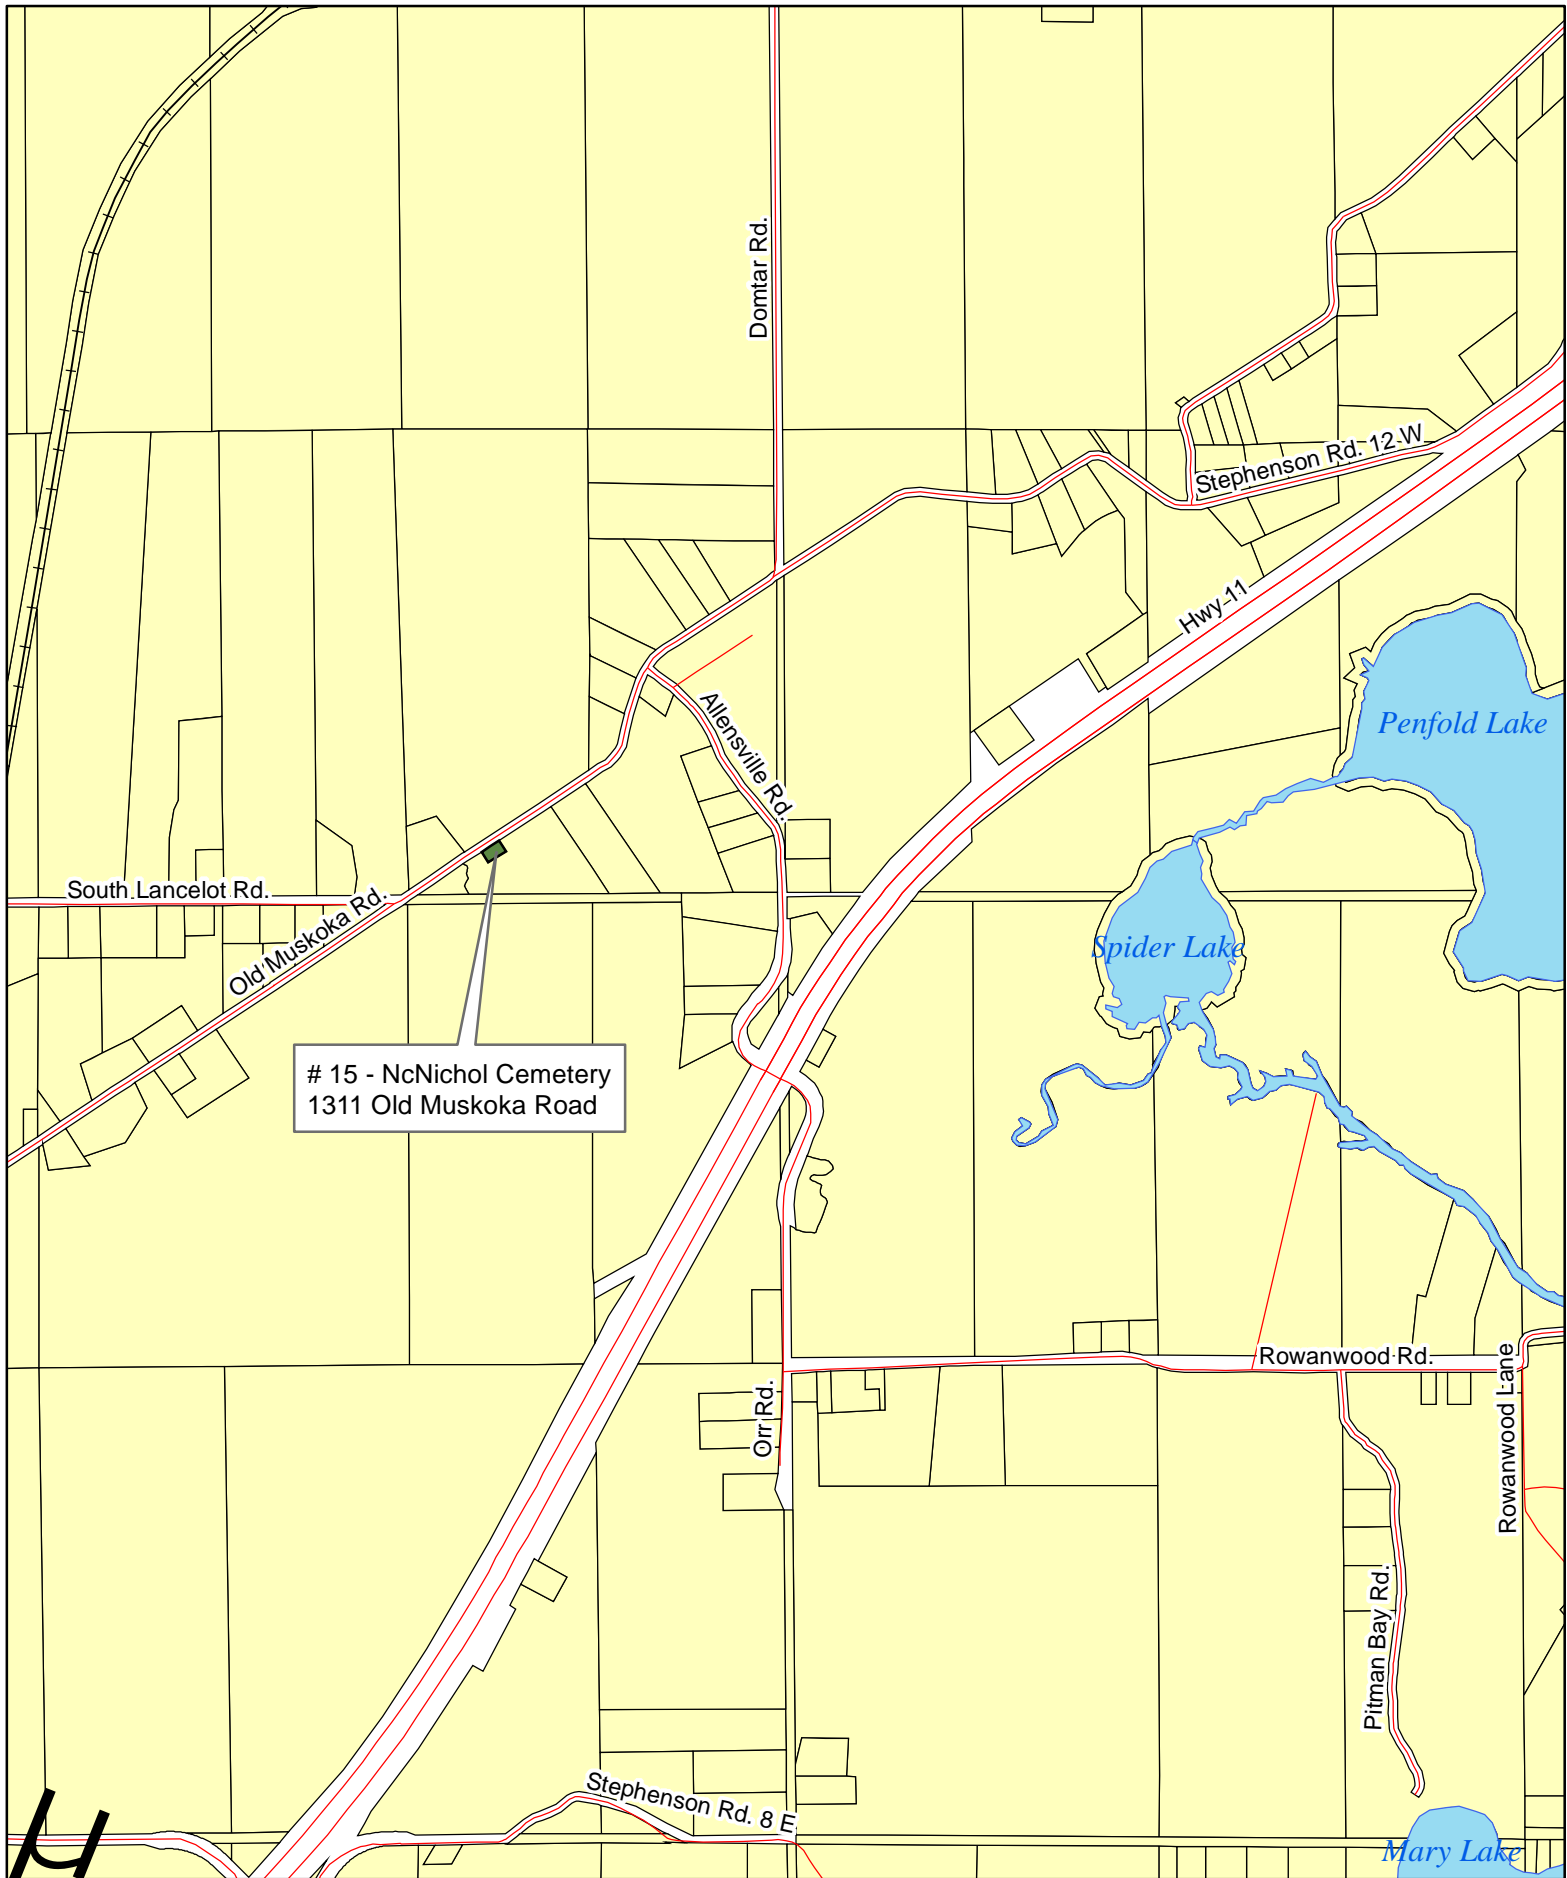 Domtar Rd.
Stephenson Rd. 12 W
Hwy 11
Penfold Lake
Allensville Rd.
South Lancelot Rd.
Old Muskoka Rd.
Spider Lake
# 15 - NcNichol Cemetery
1311 Old Muskoka Road
Rowanwood Rd.
Rowanwood Lane
Orr Rd.
Pitman Bay Rd.
Stephenson Rd. 8 E
Mary Lake